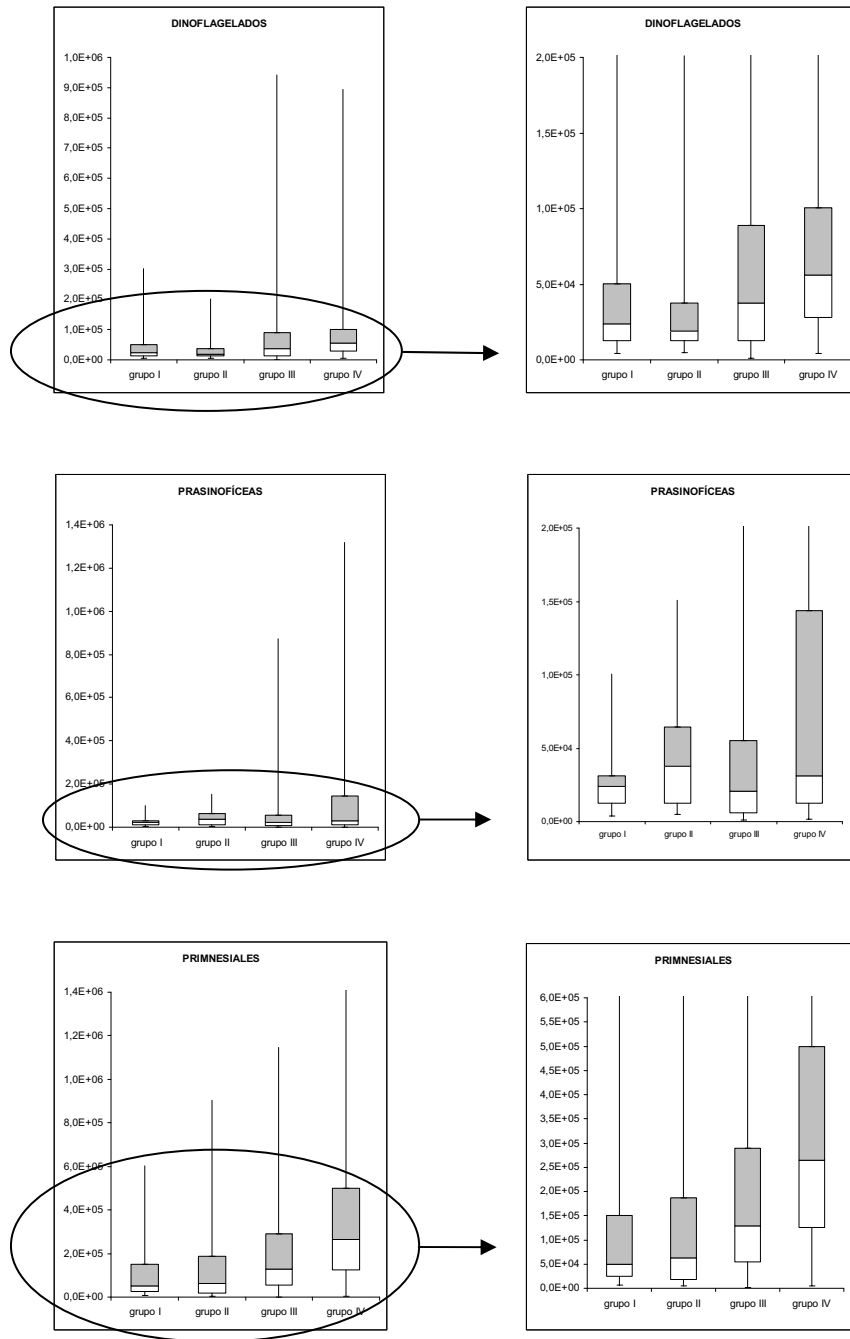 DINOFLAGELADOS
1,0E+06
9,0E+05
8,0E+05
7,0E+05
6,0E+05
5,0E+05
4,0E+05
3,0E+05
2,0E+05
1,0E+05
0,0E+00
grupo I grupo II grupo III grupo IV
DINOFLAGELADOS
2,0E+05
1,5E+05
1,0E+05
5,0E+04
0,0E+00
grupo I grupo II grupo III grupo IV
PRASINOFÍCEAS
1,4E+06
1,2E+06
1,0E+06
8,0E+05
6,0E+05
4,0E+05
2,0E+05
0,0E+00
grupo I grupo II grupo III grupo IV
PRASINOFÍCEAS
2,0E+05
1,5E+05
1,0E+05
5,0E+04
0,0E+00
grupo I grupo II grupo III grupo IV
PRIMNESIALES
1,4E+06
1,2E+06
1,0E+06
8,0E+05
6,0E+05
4,0E+05
2,0E+05
0,0E+00
grupo I grupo II grupo III grupo IV
PRIMNESIALES
6,0E+05
5,5E+05
5,0E+05
4,5E+05
4,0E+05
3,5E+05
3,0E+05
2,5E+05
2,0E+05
1,5E+05
1,0E+05
5,0E+04
0,0E+00
grupo I grupo II grupo III grupo IV